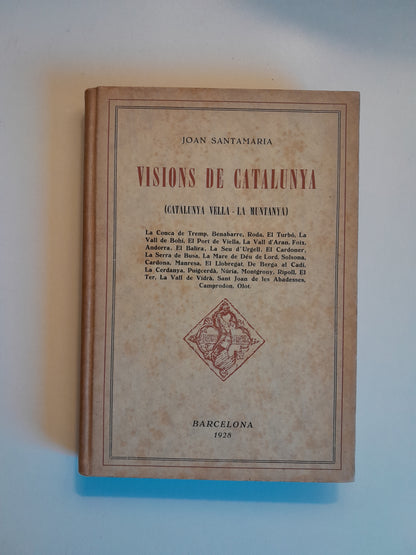 JOAN SANTAMARIA
VISIONS DE CATALUNYA
(CATALUNYA VELLA - LA MUNTANYA)
La Conca de Tremp, Benabarre, Roda, El Turbó, La
Vall de Bohí, El Port de Viella, La Vall d'Aran, Foix,
Andorra, El Balira, La Seu d'Urgell, El Cardoner,
La Serra de Busa, La Mare de Déu de Lord, Solsona,
Cardona, Manresa, El Llobregat, De Berga al Cadí,
La Cerdanya, Puigcerdà, Núria, Montgrony, Ripoll, El
Ter, La Vall de Vidrà, Sant Joan de les Abadesses,
Camprodon, Olot.
BARCELONA
1928